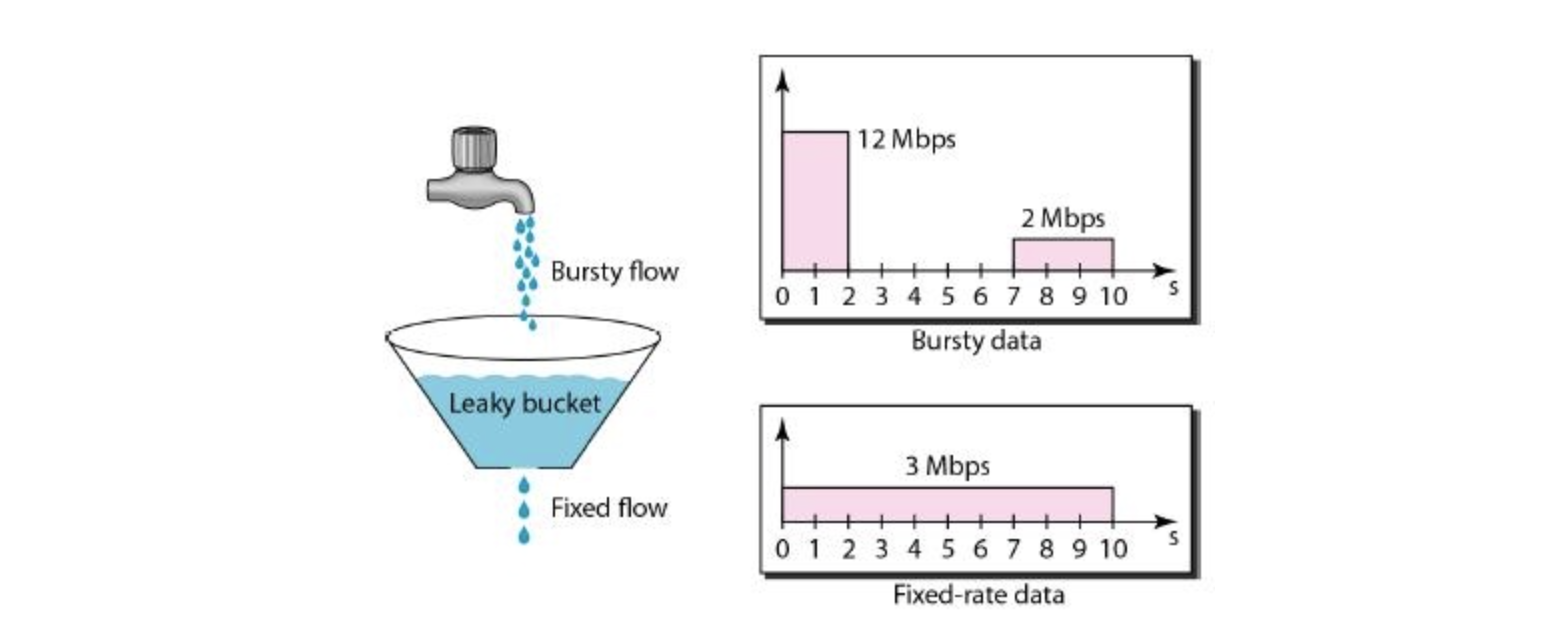 Bursty flow
Leaky bucket
Fixed flow
12 Mbps
2 Mbps
0 1 2 3 4 5 6 7 8 9 10 s
Bursty data
3 Mbps
0 1 2 3 4 5 6 7 8 9 10 s
Fixed-rate data